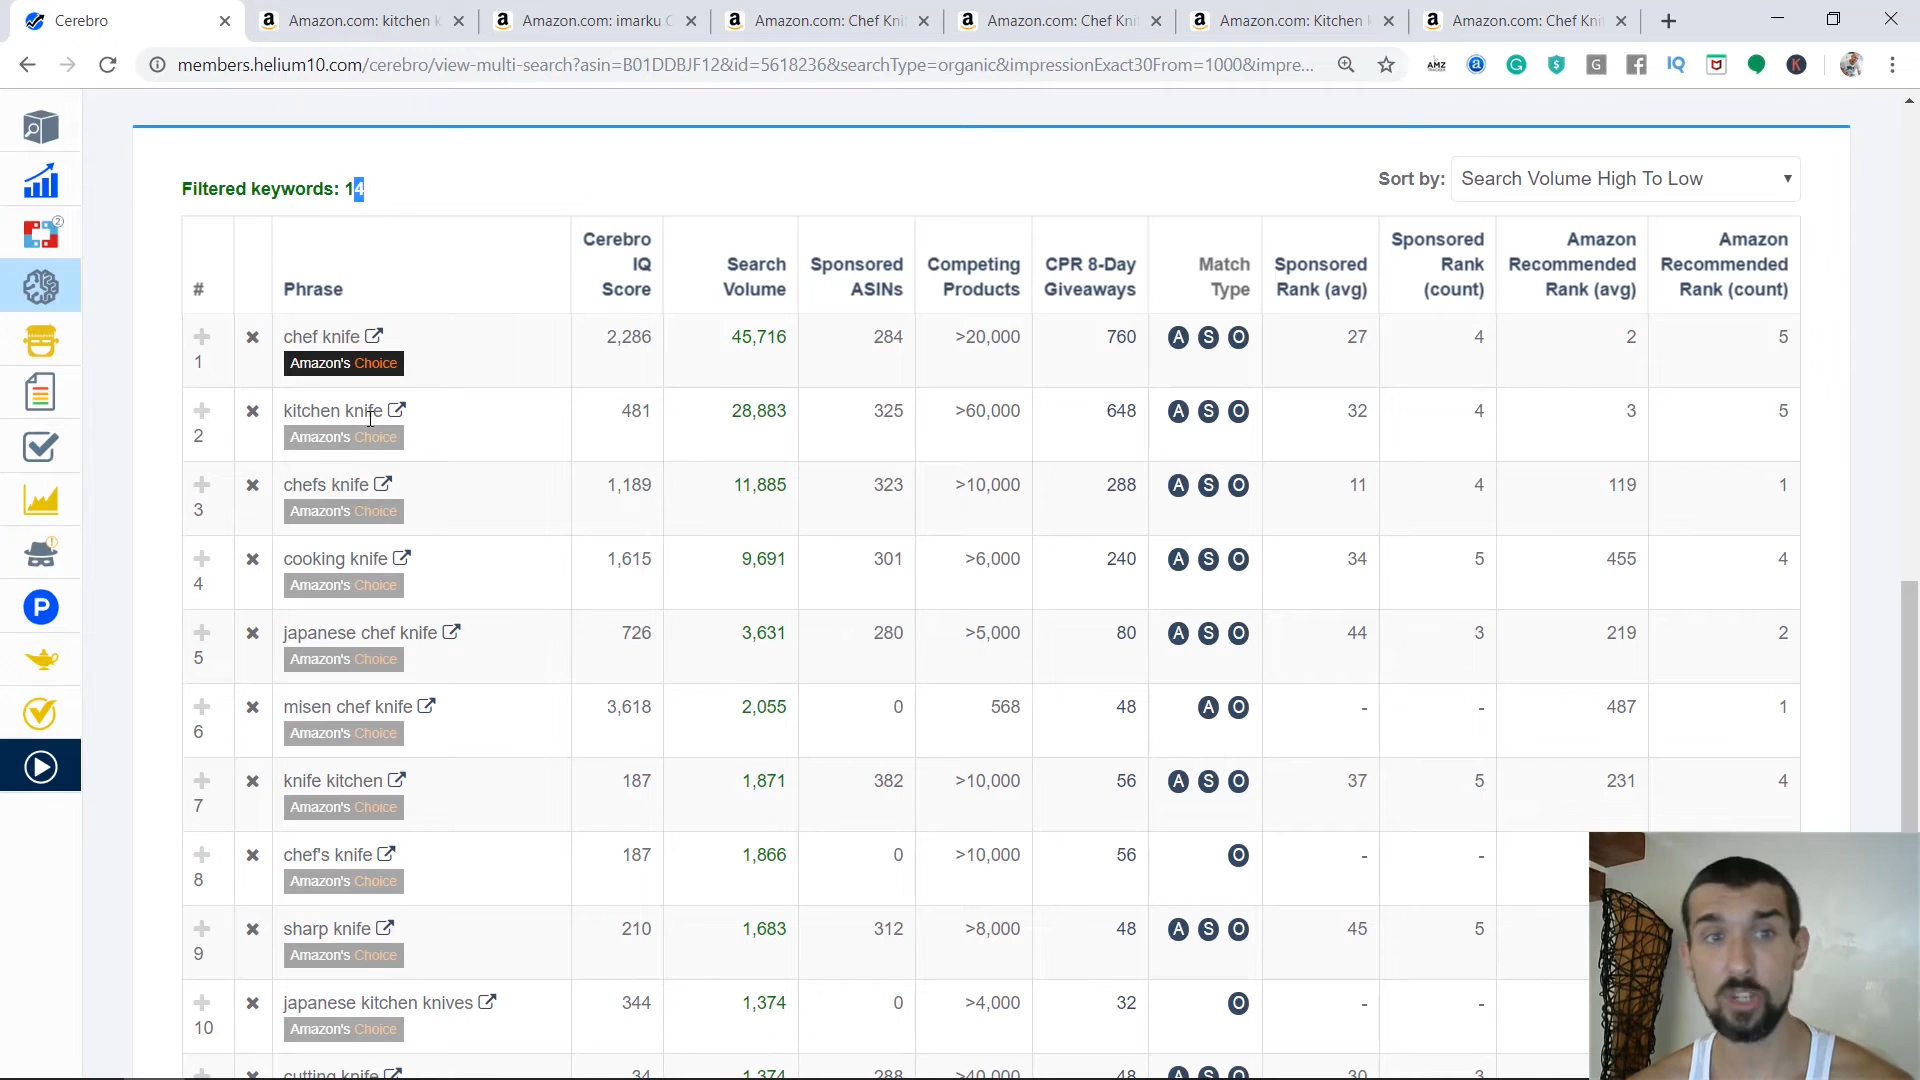 Cerebro
Amazon.com: kitchen k
Amazon.com: imarku C
Amazon.com: Chef Kni
Amazon.com: Chef Kni
Amazon.com: Kitchen
Amazon.com: Chef Kni
members.helium10.com/cerebro/view-multi-search?asin=B01DDBJF12&id=5618236&searchType=organic&impressionExact30From=1000&impre...
Filtered keywords: 14
Sort by: Search Volume High To Low
# Phrase Cerebro IQ Score Search Volume Sponsored ASINs Competing Products CPR 8-Day Giveaways Match Type Sponsored Rank (avg) Sponsored Rank (count) Amazon Recommended Rank (avg) Amazon Recommended Rank (count)
1 chef knife 2,286 45,716 284 >20,000 760 A S O 27 4 2 5
Amazon's Choice
2 kitchen knife 481 28,883 325 >60,000 648 A S O 32 4 3 5
Amazon's Choice
3 chefs knife 1,189 11,885 323 >10,000 288 A S O 11 4 119 1
Amazon's Choice
4 cooking knife 1,615 9,691 301 >6,000 240 A S O 34 5 455 4
Amazon's Choice
5 japanese chef knife 726 3,631 280 >5,000 80 A S O 44 3 219 2
Amazon's Choice
6 misen chef knife 3,618 2,055 0 568 48 A O - - 487 1
Amazon's Choice
7 knife kitchen 187 1,871 382 >10,000 56 A S O 37 5 231 4
Amazon's Choice
8 chef's knife 187 1,866 0 >10,000 56 O - -
Amazon's Choice
9 sharp knife 210 1,683 312 >8,000 48 A S O 45 5
Amazon's Choice
10 japanese kitchen knives 344 1,374 0 >4,000 32 O - -
Amazon's Choice
cutting knife 34 1,374 288 >40,000 48 A S O 30 3